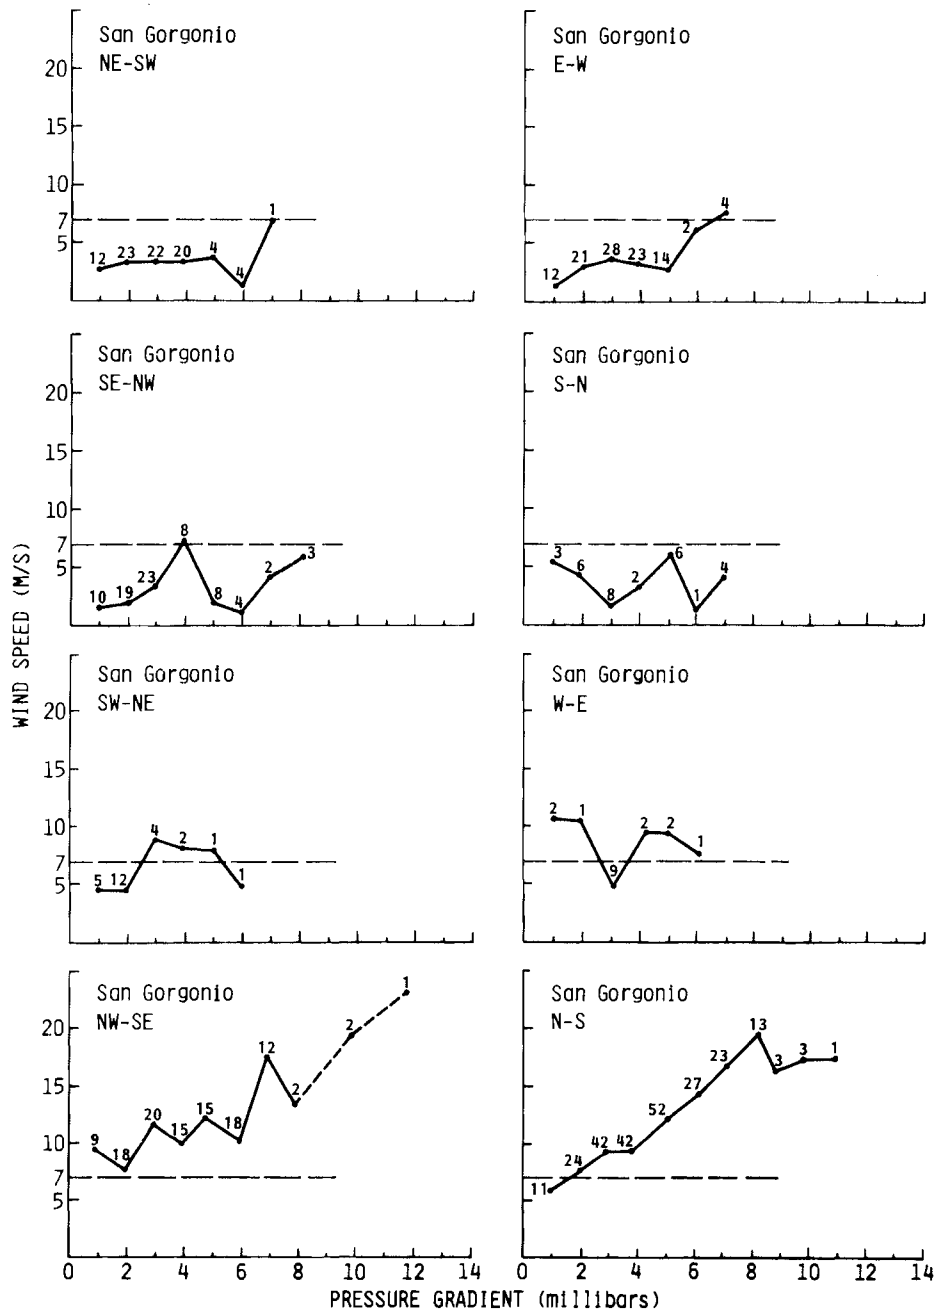 San Gorgonio
NE-SW
20
15
10
7
5
12 23 22 20 4 4 1
San Gorgonio
E-W
12 21 28 23 14 2 4
San Gorgonio
SE-NW
20
15
10
7
5
10 19 23 8 8 4 2 3
San Gorgonio
S-N
3 6 8 2 6 1 4
San Gorgonio
SW-NE
20
15
10
7
5
5 12 4 2 1 1
San Gorgonio
W-E
2 1 9 2 2 1
San Gorgonio
NW-SE
20
15
10
7
5
9 18 20 15 15 18 12 2 2 1
0 2 4 6 8 10 12 14
San Gorgonio
N-S
11 24 42 42 52 27 23 13 3 3 1
0 2 4 6 8 10 12 14
WIND SPEED (M/S)
PRESSURE GRADIENT (millibars)